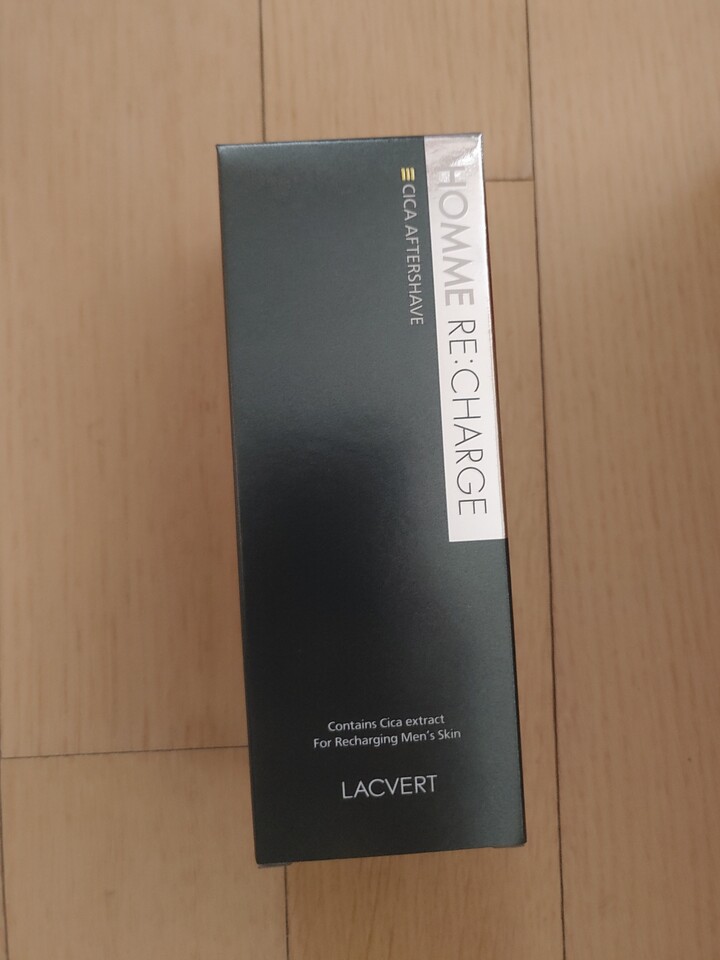 HOMME RE:CHARGE
CICA AFTERSHAVE
Contains Cica extract
For Recharging Men's Skin
LACVERT